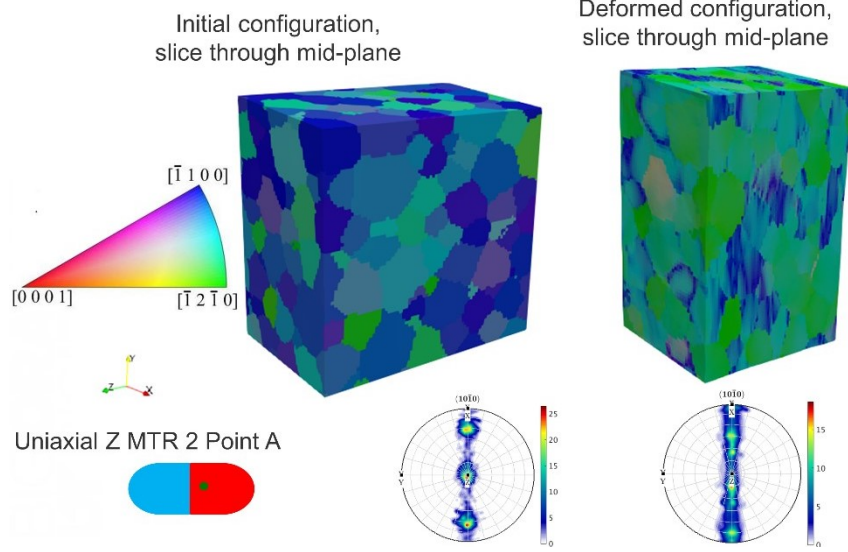 Initial configuration,
slice through mid-plane
Deformed configuration,
slice through mid-plane
[1̅ 1 0 0]
[0 0 0 1]
[1̅ 2 1̅ 0]
Y
Z
X
Uniaxial Z MTR 2 Point A
(101̅0)
X
Y
Z
25
20
15
10
5
0
(101̅0)
X
Y
Z
15
10
5
0